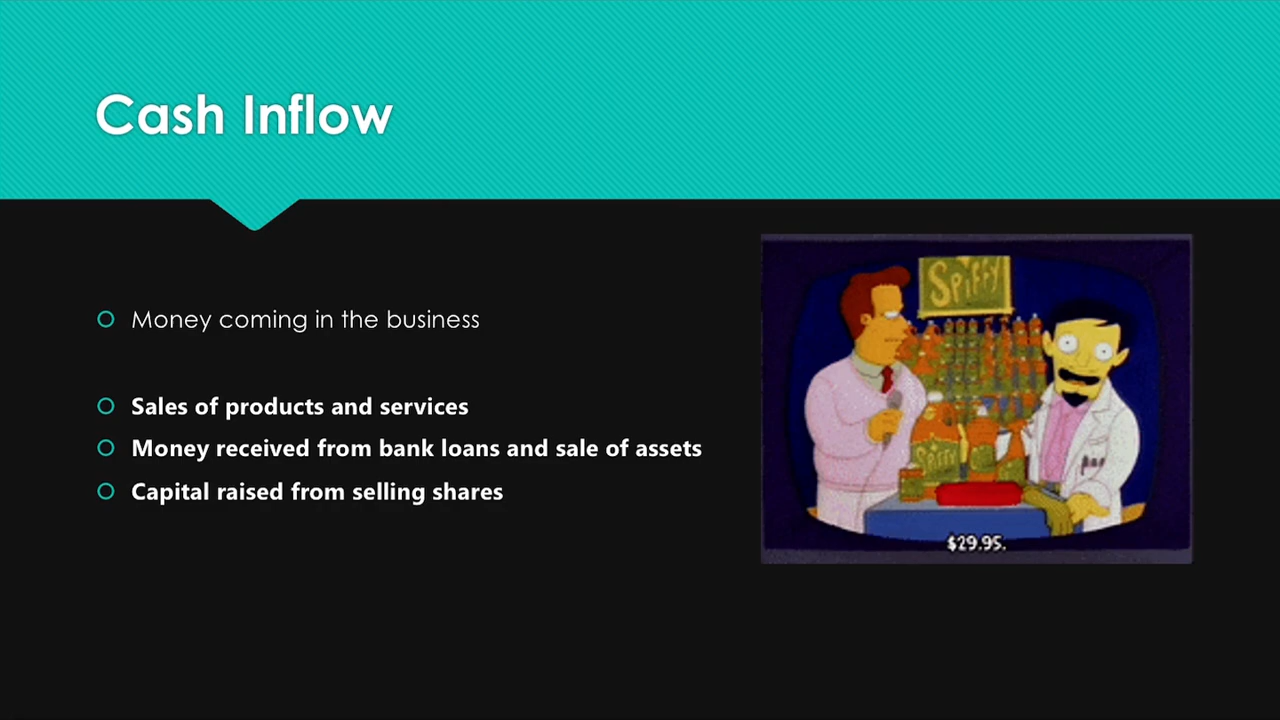 Cash Inflow
Money coming in the business
Sales of products and services
Money received from bank loans and sale of assets
Capital raised from selling shares
Spiffy
Spiffy
$29.95.